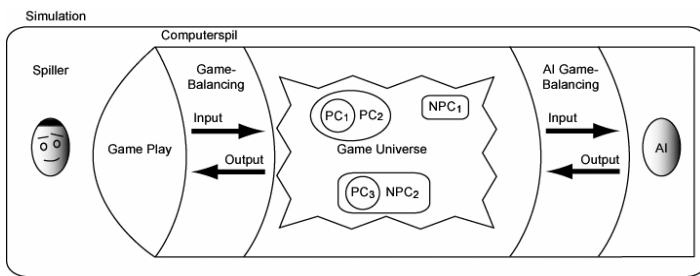 Simulation
Computerspil
Spiller
Game-
Balancing
AI Game-
Balancing
Input
Output
Game Play
PC1
PC2
NPC1
Game Universe
PC3
NPC2
Input
Output
AI